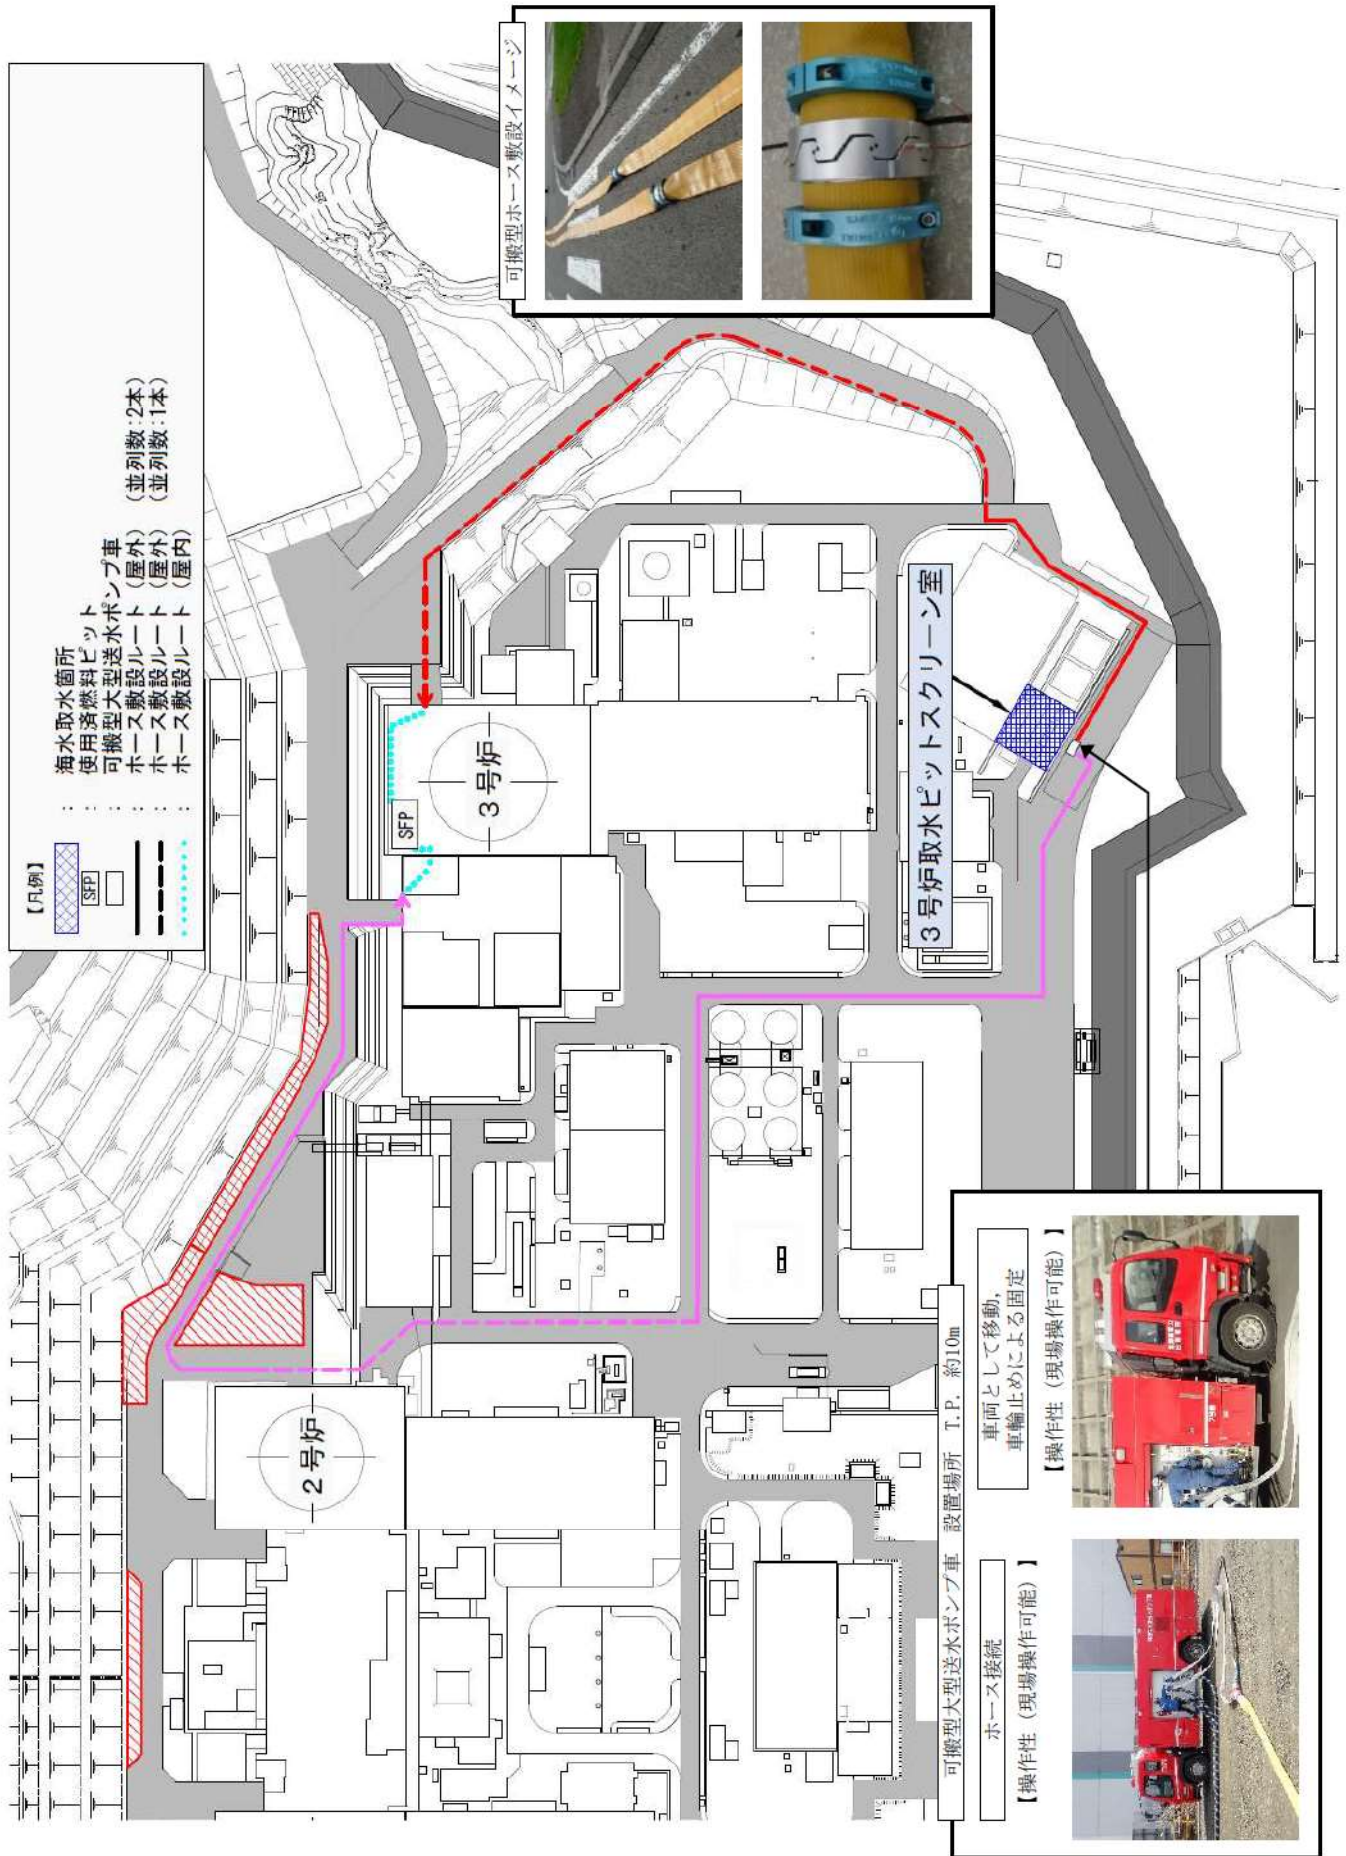 【凡例】
： 海水取水箇所
SFP ： 使用済燃料ピット
： 可搬型大型送水ポンプ車
： ホース敷設ルート（屋外）（並列数：2本）
： ホース敷設ルート（屋外）（並列数：1本）
： ホース敷設ルート（屋内）
可搬型ホース敷設イメージ
25
SFP
3号炉
2号炉
3号炉取水ピットスクリーン室
可搬型大型送水ポンプ車 設置場所 T.P. 約10m
ホース接続
【操作性（現場操作可能）】
車両として移動,
車輪止めによる固定
【操作性（現場操作可能）】